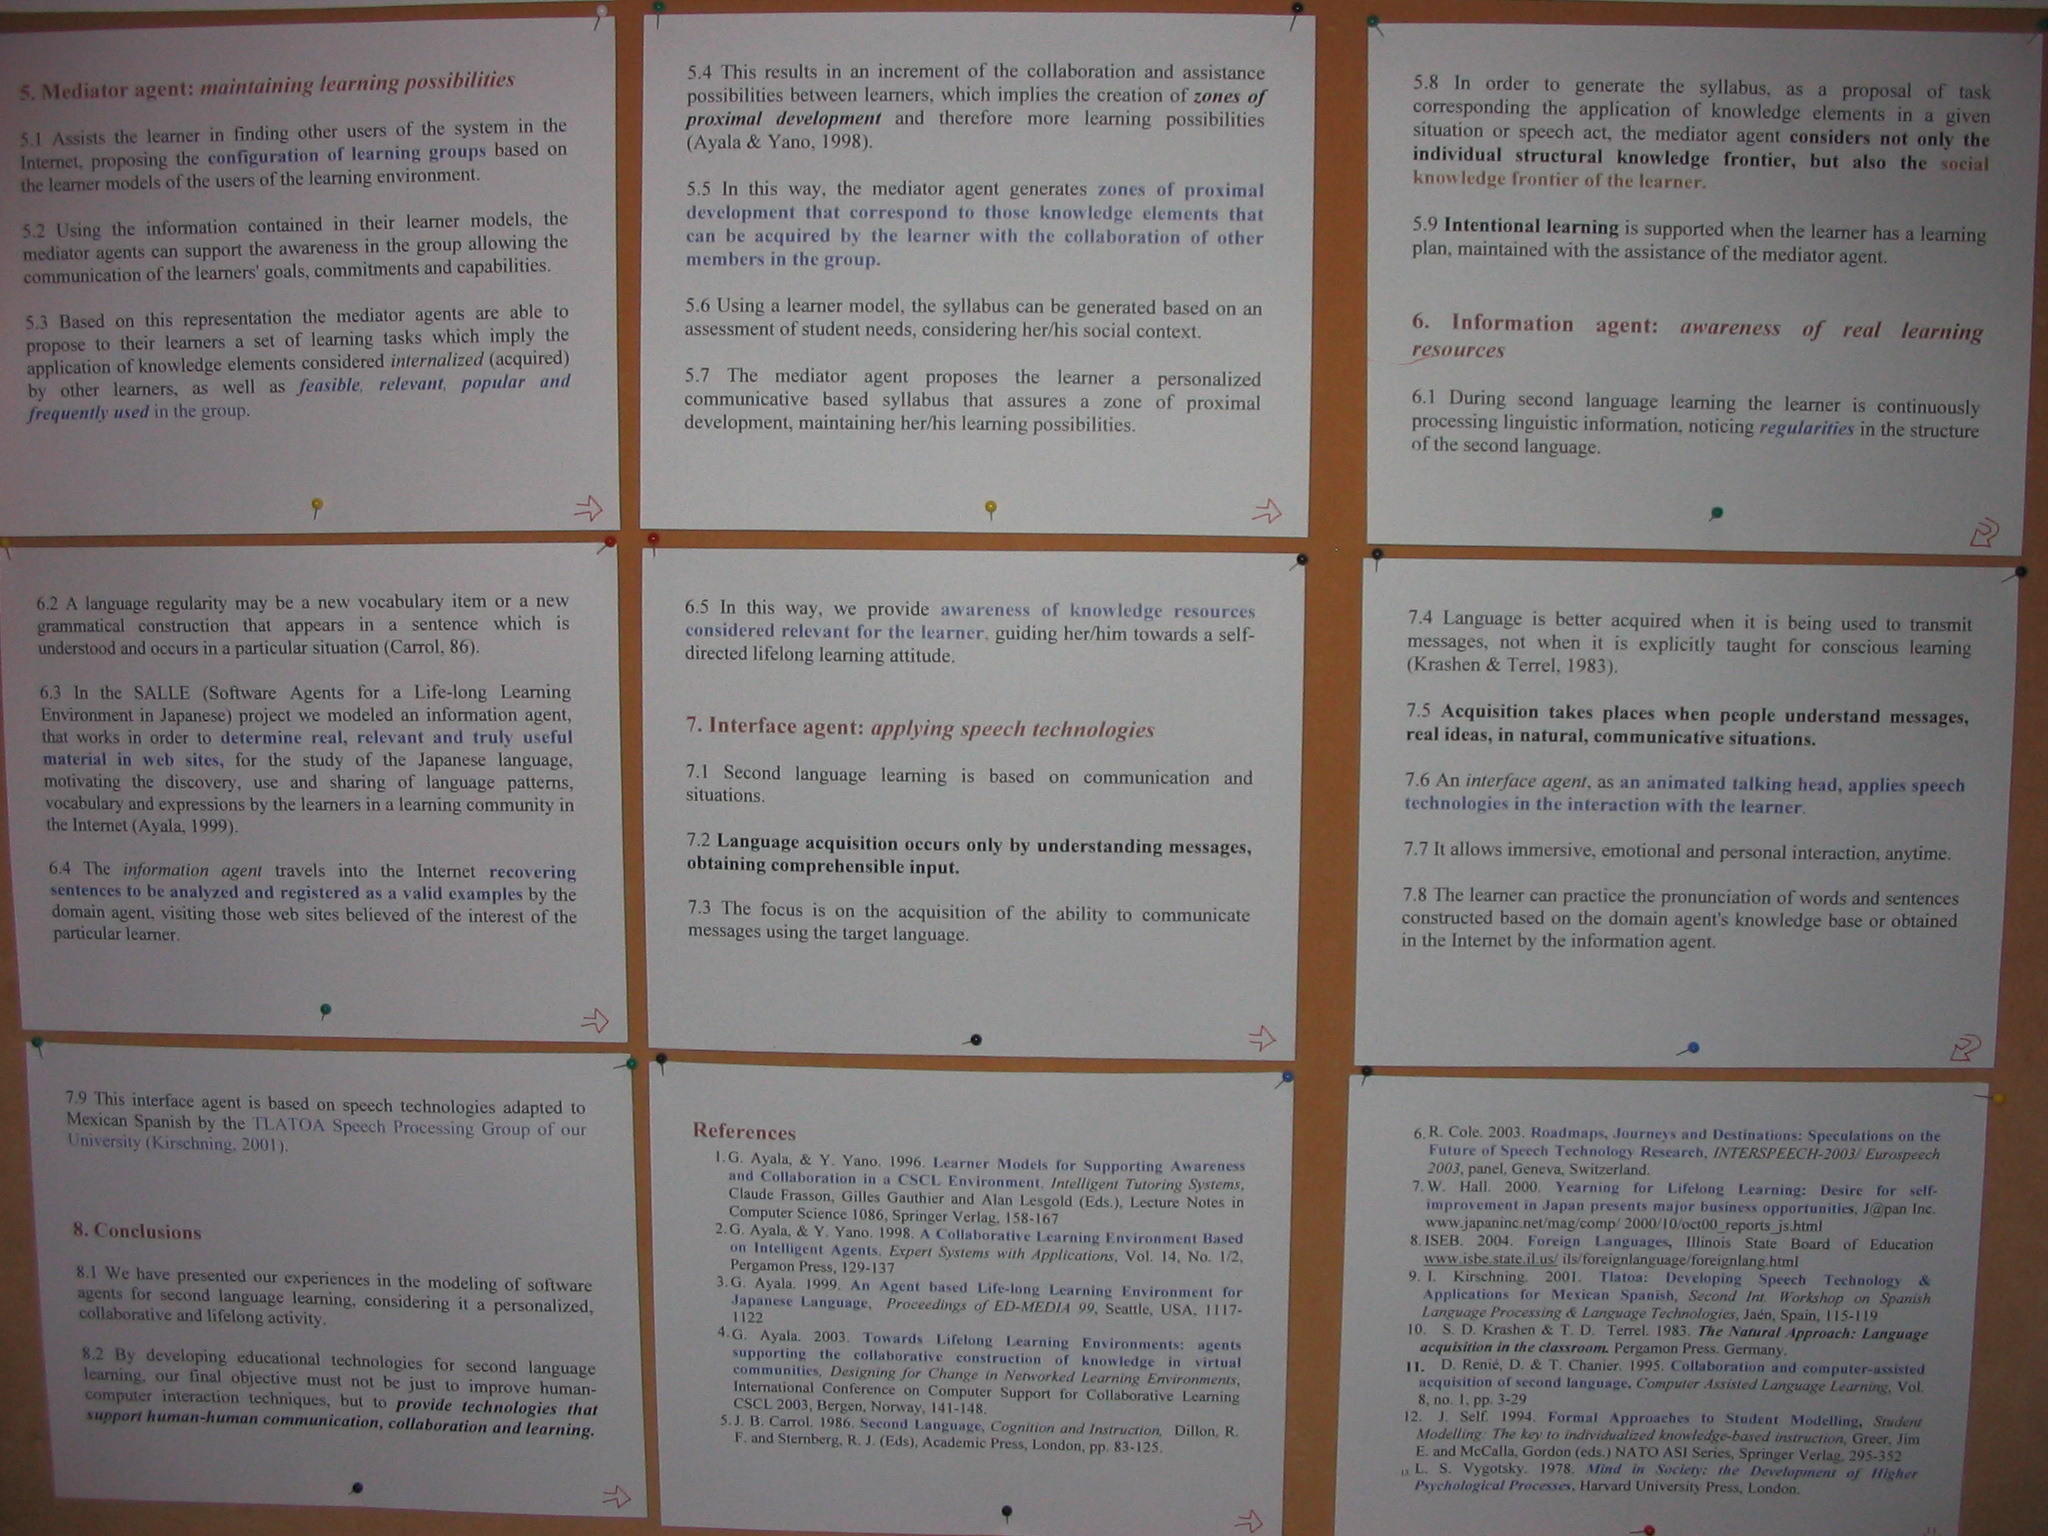 5. Mediator agent: maintaining learning possibilities
5.1 Assists the learner in finding other users of the system in the
Internet, proposing the configuration of learning groups based on
the learner models of the users of the learning environment.
5.2 Using the information contained in their learner models, the
mediator agents can support the awareness in the group allowing the
communication of the learners' goals, commitments and capabilities.
5.3 Based on this representation the mediator agents are able to
propose to their learners a set of learning tasks which imply the
application of knowledge elements considered internalized (acquired)
by other learners, as well as feasible, relevant, popular and
frequently used in the group.
5.4 This results in an increment of the collaboration and assistance
possibilities between learners, which implies the creation of zones of
proximal development and therefore more learning possibilities
(Ayala & Yano, 1998).
5.5 In this way, the mediator agent generates zones of proximal
development that correspond to those knowledge elements that
can be acquired by the learner with the collaboration of other
members in the group.
5.6 Using a learner model, the syllabus can be generated based on an
assessment of student needs, considering her/his social context.
5.7 The mediator agent proposes the learner a personalized
communicative based syllabus that assures a zone of proximal
development, maintaining her/his learning possibilities.
5.8 In order to generate the syllabus, as a proposal of task
corresponding the application of knowledge elements in a given
situation or speech act, the mediator agent considers not only the
individual structural knowledge frontier, but also the social
knowledge frontier of the learner.
5.9 Intentional learning is supported when the learner has a learning
plan, maintained with the assistance of the mediator agent.
6. Information agent: awareness of real learning
resources
6.1 During second language learning the learner is continuously
processing linguistic information, noticing regularities in the structure
of the second language.
6.2 A language regularity may be a new vocabulary item or a new
grammatical construction that appears in a sentence which is
understood and occurs in a particular situation (Carrol, 86).
6.3 In the SALLE (Software Agents for a Life-long Learning
Environment in Japanese) project we modeled an information agent,
that works in order to determine real, relevant and truly useful
material in web sites, for the study of the Japanese language,
motivating the discovery, use and sharing of language patterns,
vocabulary and expressions by the learners in a learning community in
the Internet (Ayala, 1999).
6.4 The information agent travels into the Internet recovering
sentences to be analyzed and registered as a valid examples by the
domain agent, visiting those web sites believed of the interest of the
particular learner.
6.5 In this way, we provide awareness of knowledge resources
considered relevant for the learner, guiding her/him towards a self-
directed lifelong learning attitude.
7. Interface agent: applying speech technologies
7.1 Second language learning is based on communication and
situations.
7.2 Language acquisition occurs only by understanding messages,
obtaining comprehensible input.
7.3 The focus is on the acquisition of the ability to communicate
messages using the target language.
7.4 Language is better acquired when it is being used to transmit
messages, not when it is explicitly taught for conscious learning
(Krashen & Terrel, 1983).
7.5 Acquisition takes places when people understand messages,
real ideas, in natural, communicative situations.
7.6 An interface agent, as an animated talking head, applies speech
technologies in the interaction with the learner.
7.7 It allows immersive, emotional and personal interaction, anytime.
7.8 The learner can practice the pronunciation of words and sentences
constructed based on the domain agent's knowledge base or obtained
in the Internet by the information agent.
7.9 This interface agent is based on speech technologies adapted to
Mexican Spanish by the TLATOA Speech Processing Group of our
University (Kirschning, 2001).
8. Conclusions
8.1 We have presented our experiences in the modeling of software
agents for second language learning, considering it a personalized,
collaborative and lifelong activity.
8.2 By developing educational technologies for second language
learning, our final objective must not be just to improve human-
computer interaction techniques, but to provide technologies that
support human-human communication, collaboration and learning.
References
1. G. Ayala, & Y. Yano. 1996. Learner Models for Supporting Awareness
and Collaboration in a CSCL Environment, Intelligent Tutoring Systems,
Claude Frasson, Gilles Gauthier and Alan Lesgold (Eds.), Lecture Notes in
Computer Science 1086, Springer Verlag, 158-167
2. G. Ayala, & Y. Yano. 1998. A Collaborative Learning Environment Based
on Intelligent Agents, Expert Systems with Applications, Vol. 14, No. 1/2,
Pergamon Press, 129-137
3. G. Ayala. 1999. An Agent based Life-long Learning Environment for
Japanese Language, Proceedings of ED-MEDIA 99, Seattle, USA, 1117-
1122
4. G. Ayala. 2003. Towards Lifelong Learning Environments: agents
supporting the collaborative construction of knowledge in virtual
communities, Designing for Change in Networked Learning Environments,
International Conference on Computer Support for Collaborative Learning
CSCL 2003, Bergen, Norway, 141-148.
5. J. B. Carrol. 1986. Second Language, Cognition and Instruction, Dillon, R.
F. and Sternberg, R. J. (Eds), Academic Press, London, pp. 83-125.
6. R. Cole. 2003. Roadmaps, Journeys and Destinations: Speculations on the
Future of Speech Technology Research, INTERSPEECH-2003/ Eurospeech
2003, panel, Geneva, Switzerland.
7. W. Hall. 2000. Yearning for Lifelong Learning: Desire for self-
improvement in Japan presents major business opportunities, J@pan Inc.
www.japaninc.net/mag/comp/ 2000/10/oct00_reports_js.html
8. ISEB. 2004. Foreign Languages, Illinois State Board of Education
www.isbe.state.il.us/ ils/foreignlanguage/foreignlang.html
9. I. Kirschning. 2001. Tlatoa: Developing Speech Technology &
Applications for Mexican Spanish, Second Int. Workshop on Spanish
Language Processing & Language Technologies, Jaén, Spain, 115-119
10. S. D. Krashen & T. D. Terrel. 1983. The Natural Approach: Language
acquisition in the classroom. Pergamon Press. Germany.
11. D. Renié, D. & T. Chanier. 1995. Collaboration and computer-assisted
acquisition of second language, Computer Assisted Language Learning, Vol.
8, no. 1, pp. 3-29
12. J. Self. 1994. Formal Approaches to Student Modelling, Student
Modelling: The key to individualized knowledge-based instruction, Greer, Jim
E. and McCalla, Gordon (eds.) NATO ASI Series, Springer Verlag, 295-352
13. L. S. Vygotsky. 1978. Mind in Society: the Development of Higher
Psychological Processes, Harvard University Press, London.